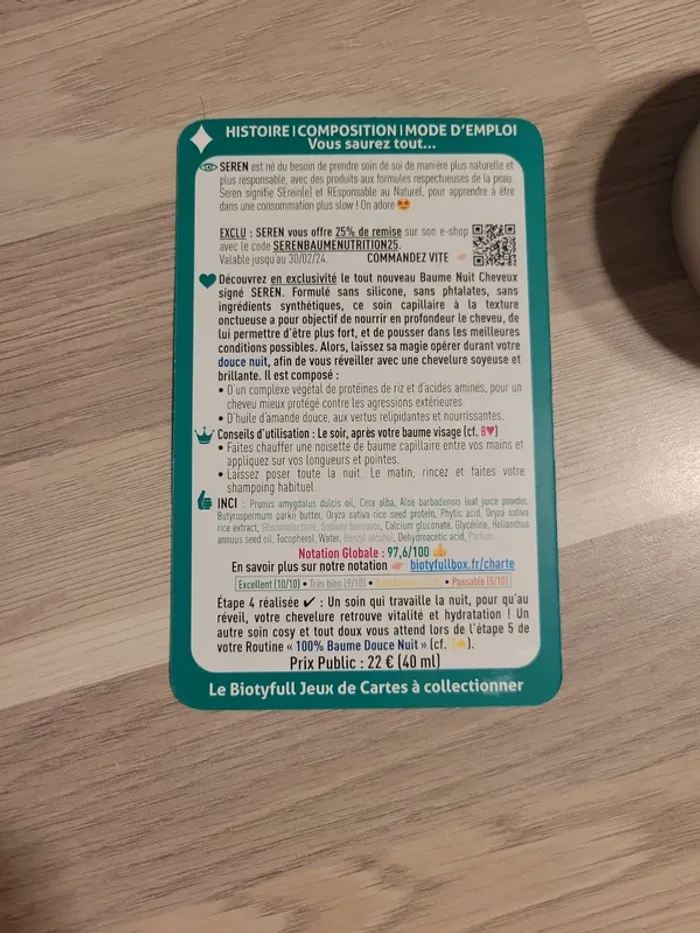 HISTOIRE | COMPOSITION | MODE D'EMPLOI
Vous saurez tout...
SEREN est né du besoin de prendre soin de soi de manière plus naturelle et
plus responsable, avec des produits aux formules respectueuses de la peau.
Seren signifie SErein(e) et REsponsable au Naturel, pour apprendre à être
dans une consommation plus slow ! On adore 😍
EXCLU : SEREN vous offre 25% de remise sur son e-shop
avec le code SERENBAUMENUTRITION25.
Valable jusqu'au 30/02/24. COMMANDEZ VITE
Découvrez en exclusivité le tout nouveau Baume Nuit Cheveux
signé SEREN. Formulé sans silicone, sans phtalates, sans
ingrédients synthétiques, ce soin capillaire à la texture
onctueuse a pour objectif de nourrir en profondeur le cheveu, de
lui permettre d'être plus fort, et de pousser dans les meilleures
conditions possibles. Alors, laissez sa magie opérer durant votre
douce nuit, afin de vous réveiller avec une chevelure soyeuse et
brillante. Il est composé :
• D'un complexe végétal de protéines de riz et d'acides aminés, pour un
cheveu mieux protégé contre les agressions extérieures.
• D'huile d'amande douce, aux vertus relipidantes et nourrissantes.
Conseils d'utilisation : Le soir, après votre baume visage (cf. 8♥)
• Faites chauffer une noisette de baume capillaire entre vos mains et
appliquez sur vos longueurs et pointes.
• Laissez poser toute la nuit. Le matin, rincez et faites votre
shampoing habituel.
INCI : Prunus amygdalus dulcis oil, Cera alba, Aloe barbadensis leaf juice powder,
Butyrospermum parkii butter, Oryza sativa rice seed protein, Phytic acid, Oryza sativa
rice extract, Gluconolactone, Sodium benzoate, Calcium gluconate, Glycérine, Helianthus
annuus seed oil, Tocopherol, Water, Benzyl alcohol, Dehydroacetic acid, Parfum.
Notation Globale : 97,6/100 👍
En savoir plus sur notre notation biotyfullbox.fr/charte
Excellent (10/10) • Très bien (9/10) • • Passable (5/10)
Étape 4 réalisée ✔ : Un soin qui travaille la nuit, pour qu'au
réveil, votre chevelure retrouve vitalité et hydratation ! Un
autre soin cosy et tout doux vous attend lors de l'étape 5 de
votre Routine « 100% Baume Douce Nuit » (cf. ).
Prix Public : 22 € (40 ml)
Le Biotyfull Jeux de Cartes à collectionner